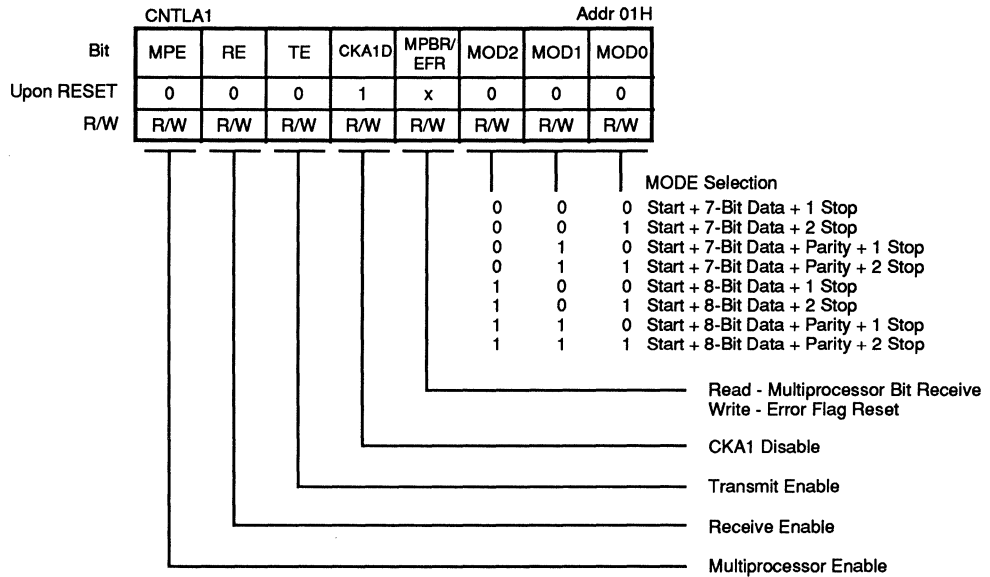 CNTLA1 Addr 01H
Bit MPE RE TE CKA1D MPBR/ EFR MOD2 MOD1 MOD0
Upon RESET 0 0 0 1 x 0 0 0
R/W R/W R/W R/W R/W R/W R/W R/W R/W
MODE Selection
0 0 0 Start + 7-Bit Data + 1 Stop
0 0 1 Start + 7-Bit Data + 2 Stop
0 1 0 Start + 7-Bit Data + Parity + 1 Stop
0 1 1 Start + 7-Bit Data + Parity + 2 Stop
1 0 0 Start + 8-Bit Data + 1 Stop
1 0 1 Start + 8-Bit Data + 2 Stop
1 1 0 Start + 8-Bit Data + Parity + 1 Stop
1 1 1 Start + 8-Bit Data + Parity + 2 Stop
Read - Multiprocessor Bit Receive
Write - Error Flag Reset
CKA1 Disable
Transmit Enable
Receive Enable
Multiprocessor Enable